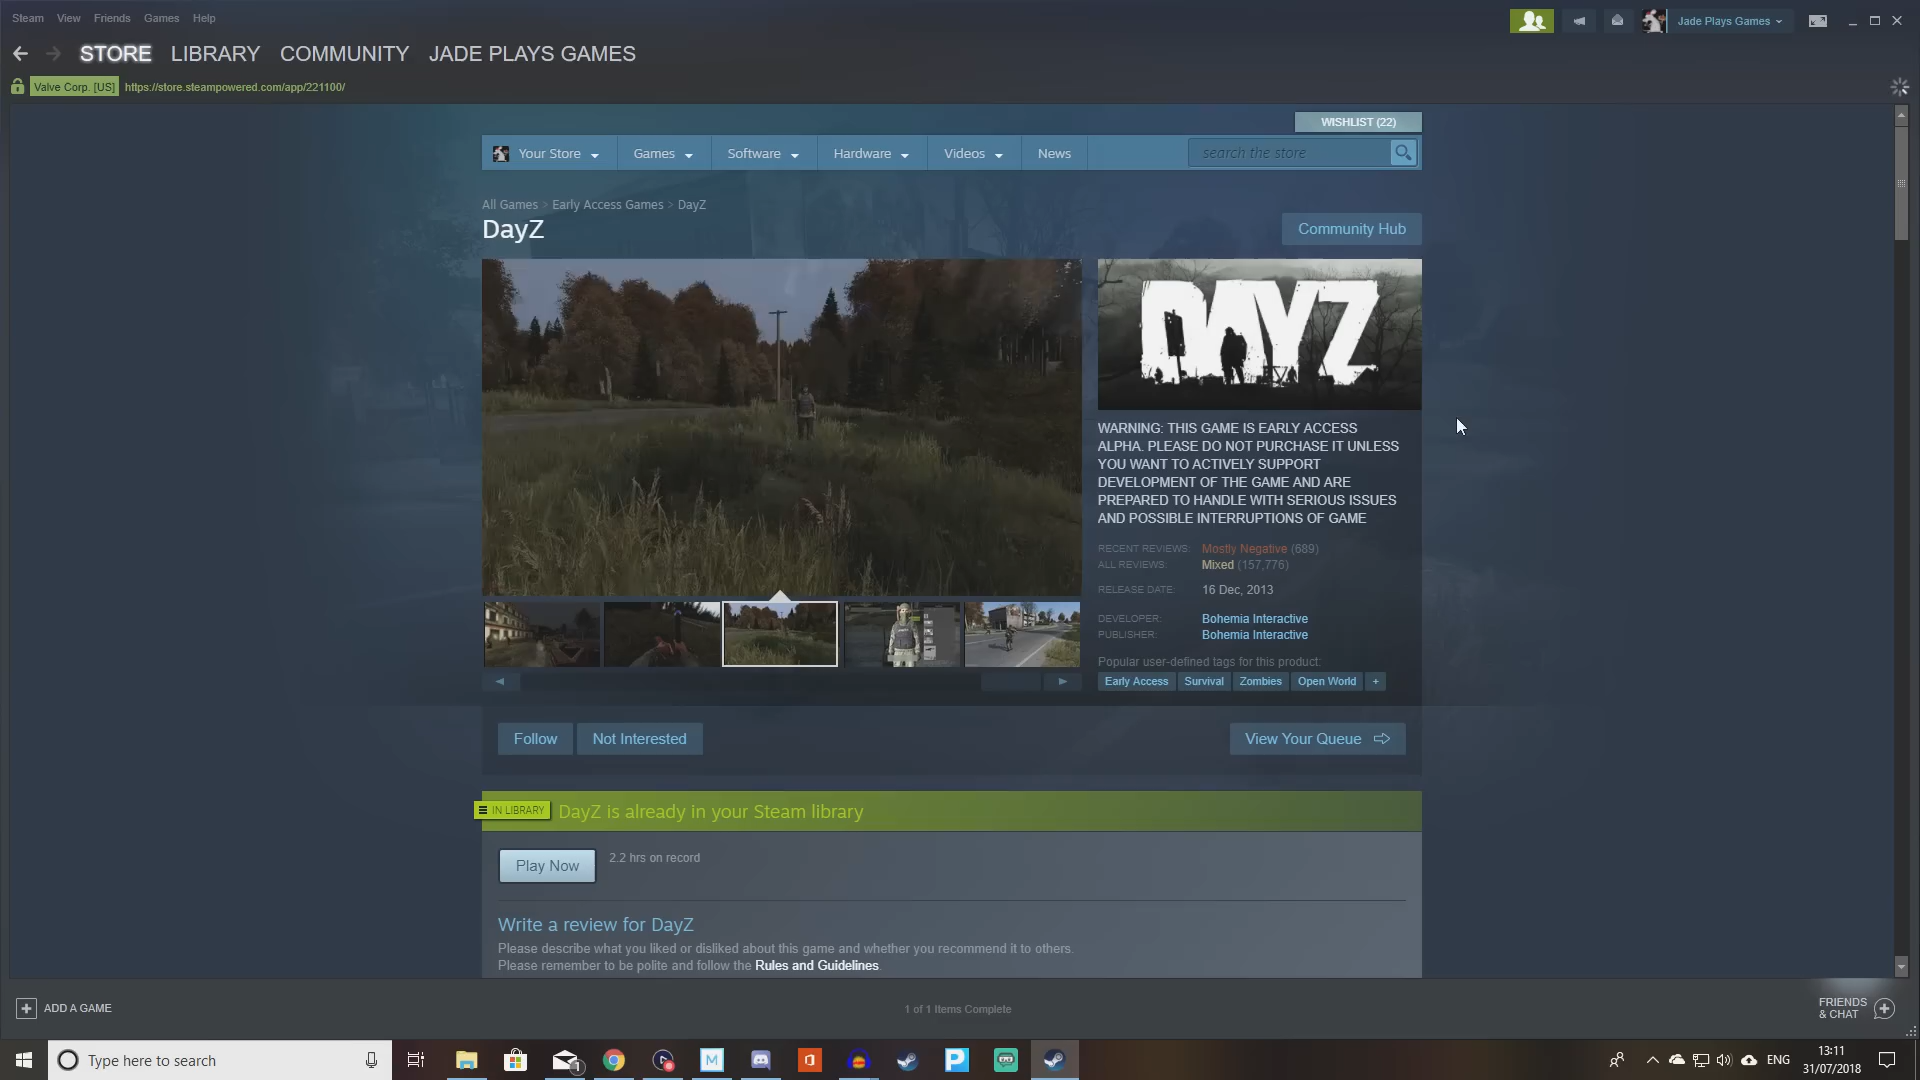 Steam View Friends Games Help
Jade Plays Games
STORE LIBRARY COMMUNITY JADE PLAYS GAMES
Valve Corp. [US] https://store.steampowered.com/app/221100/
WISHLIST (22)
Your Store Games Software Hardware Videos News search the store
All Games > Early Access Games > DayZ
DayZ
Community Hub
DAYZ
WARNING: THIS GAME IS EARLY ACCESS
ALPHA. PLEASE DO NOT PURCHASE IT UNLESS
YOU WANT TO ACTIVELY SUPPORT
DEVELOPMENT OF THE GAME AND ARE
PREPARED TO HANDLE WITH SERIOUS ISSUES
AND POSSIBLE INTERRUPTIONS OF GAME
RECENT REVIEWS: Mostly Negative (689)
ALL REVIEWS: Mixed (157,776)
RELEASE DATE: 16 Dec, 2013
DEVELOPER: Bohemia Interactive
PUBLISHER: Bohemia Interactive
Popular user-defined tags for this product:
Early Access Survival Zombies Open World +
Follow Not Interested View Your Queue
IN LIBRARY DayZ is already in your Steam library
Play Now 2.2 hrs on record
Write a review for DayZ
Please describe what you liked or disliked about this game and whether you recommend it to others.
Please remember to be polite and follow the Rules and Guidelines.
ADD A GAME
1 of 1 Items Complete
FRIENDS
& CHAT
Type here to search
1
M
P
ENG
13:11
31/07/2018